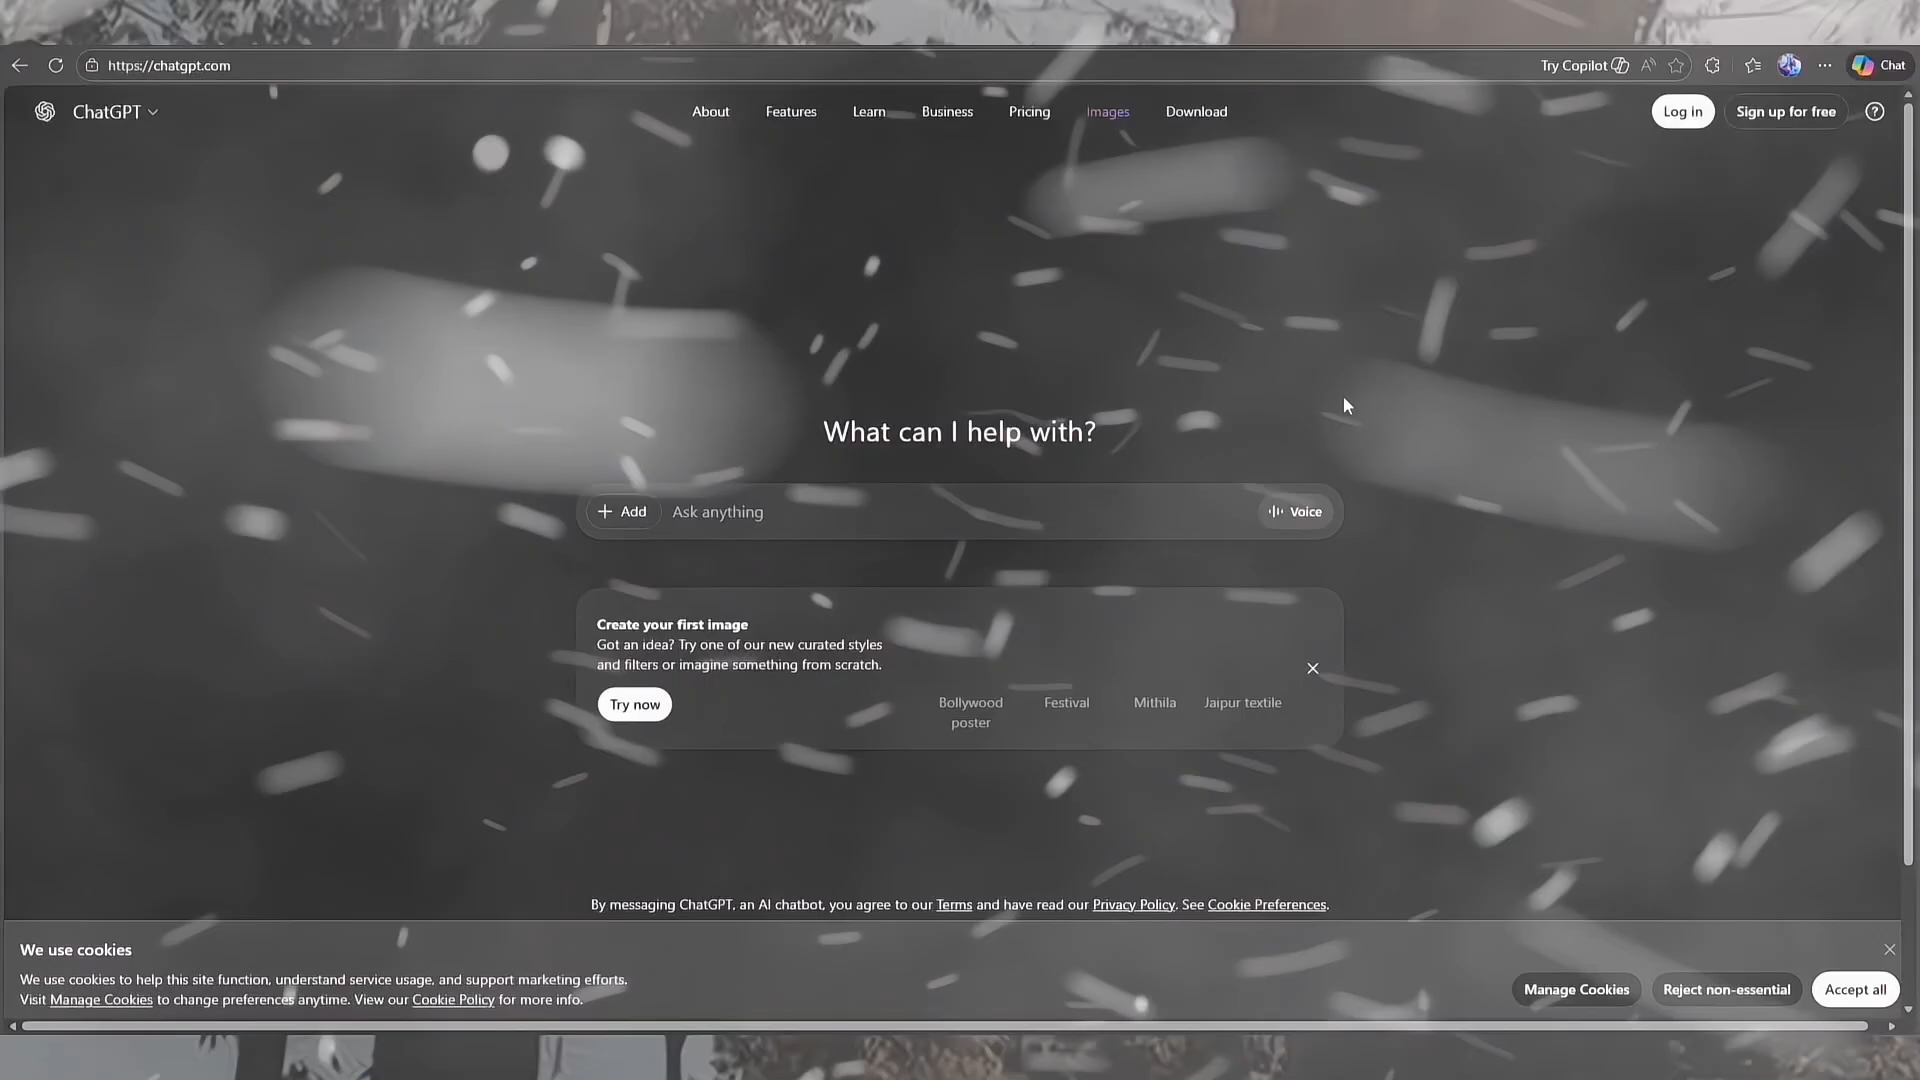 https://chatgpt.com
Try Copilot
Chat
ChatGPT
About
Features
Learn
Business
Pricing
Images
Download
Log in
Sign up for free
What can I help with?
Add
Ask anything
Voice
Create your first image
Got an idea? Try one of our new curated styles
and filters or imagine something from scratch.
Try now
Bollywood
poster
Festival
Mithila
Jaipur textile
By messaging ChatGPT, an AI chatbot, you agree to our Terms and have read our Privacy Policy. See Cookie Preferences.
We use cookies
We use cookies to help this site function, understand service usage, and support marketing efforts.
Visit Manage Cookies to change preferences anytime. View our Cookie Policy for more info.
Manage Cookies
Reject non-essential
Accept all